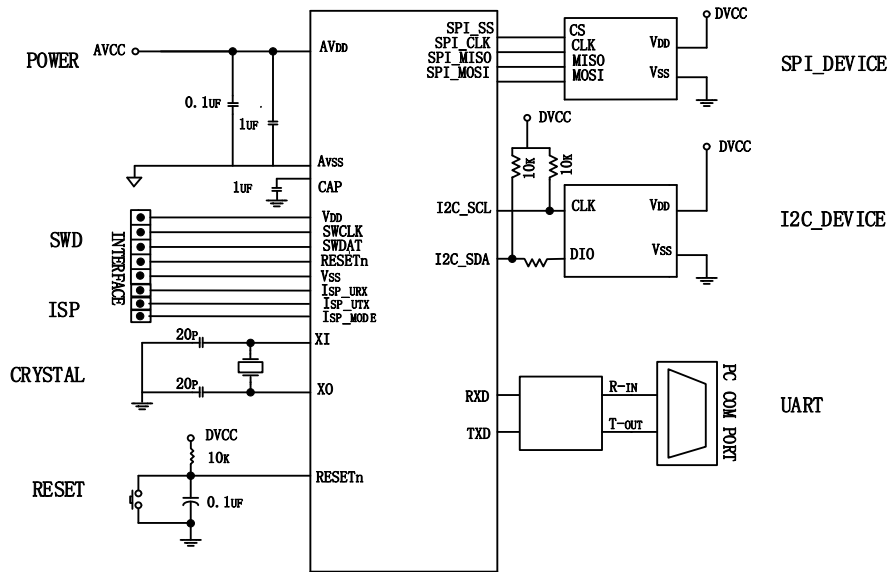 POWER
AVCC
0.1UF
1UF
AVDD
AVSS
1UF
CAP
SWD
ISP
INTERFACE
VDD
SWCLK
SWDAT
RESETn
VSS
ISP_URX
ISP_UTX
ISP_MODE
CRYSTAL
20P
20P
XI
XO
RESET
DVCC
10K
0.1UF
RESETn
SPI_SS
SPI_CLK
SPI_MISO
SPI_MOSI
CS
CLK
MISO
MOSI
VDD
VSS
DVCC
SPI_DEVICE
DVCC
10K
10K
I2C_SCL
I2C_SDA
CLK
DIO
VDD
VSS
DVCC
I2C_DEVICE
RXD
TXD
R-IN
T-OUT
PC COM PORT
UART